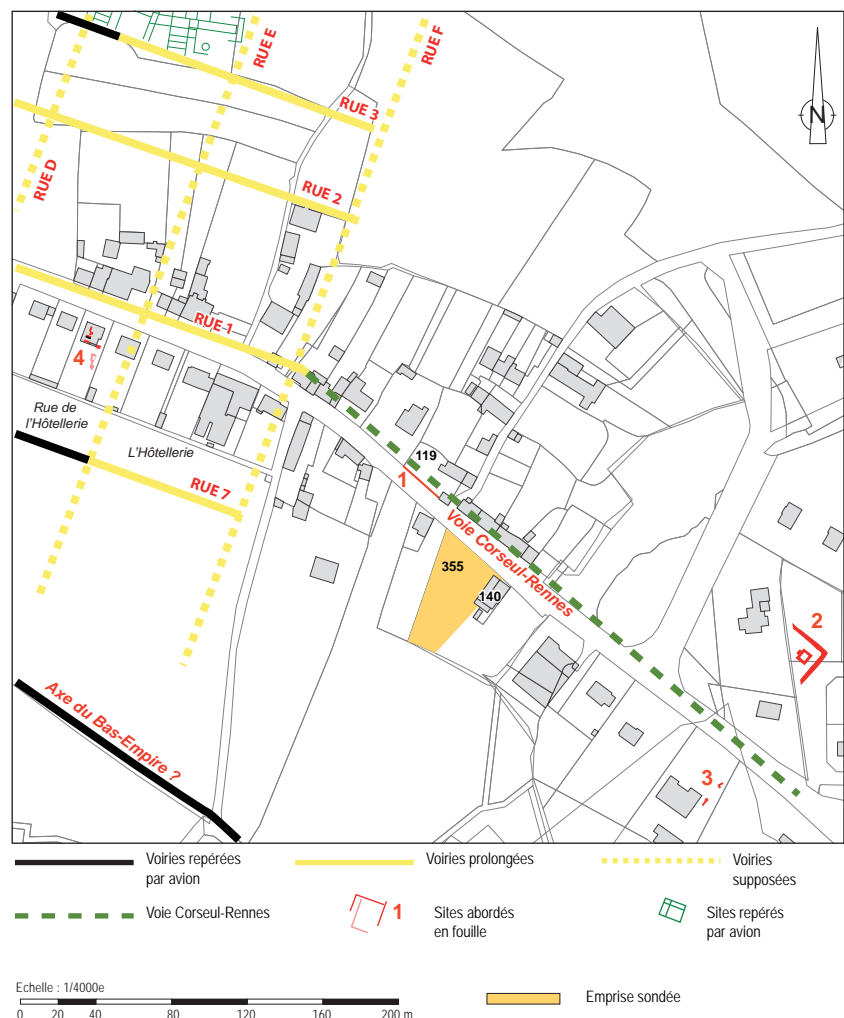 RUE E
RUE F
RUE 3
N
RUE D
RUE 2
RUE 1
4
Rue de
l'Hôtellerie
L'Hôtellerie
RUE 7
119
1
Voie Corseul-Rennes
355
140
2
Axe du Bas-Empire ?
3
Voiries repérées
par avion
Voiries prolongées
Voiries
supposées
Voie Corseul-Rennes
1
Sites abordés
en fouille
Sites repérés
par avion
Echelle : 1/4000e
0 20 40 80 120 160 200 m
Emprise sondée